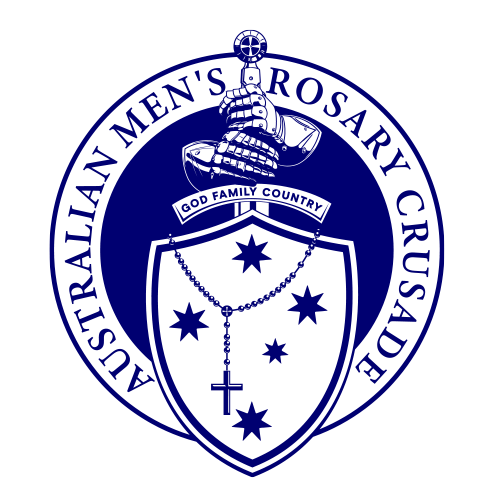 AUSTRALIAN MEN'S ROSARY CRUSADE
GOD FAMILY COUNTRY